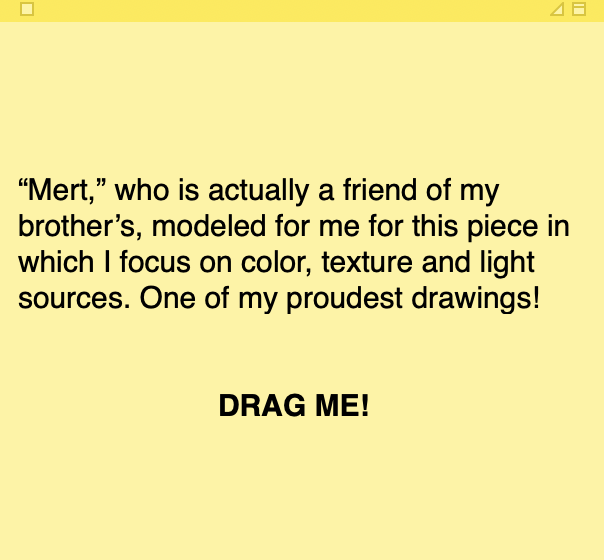 “Mert,” who is actually a friend of my
brother’s, modeled for me for this piece in
which I focus on color, texture and light
sources. One of my proudest drawings!
DRAG ME!